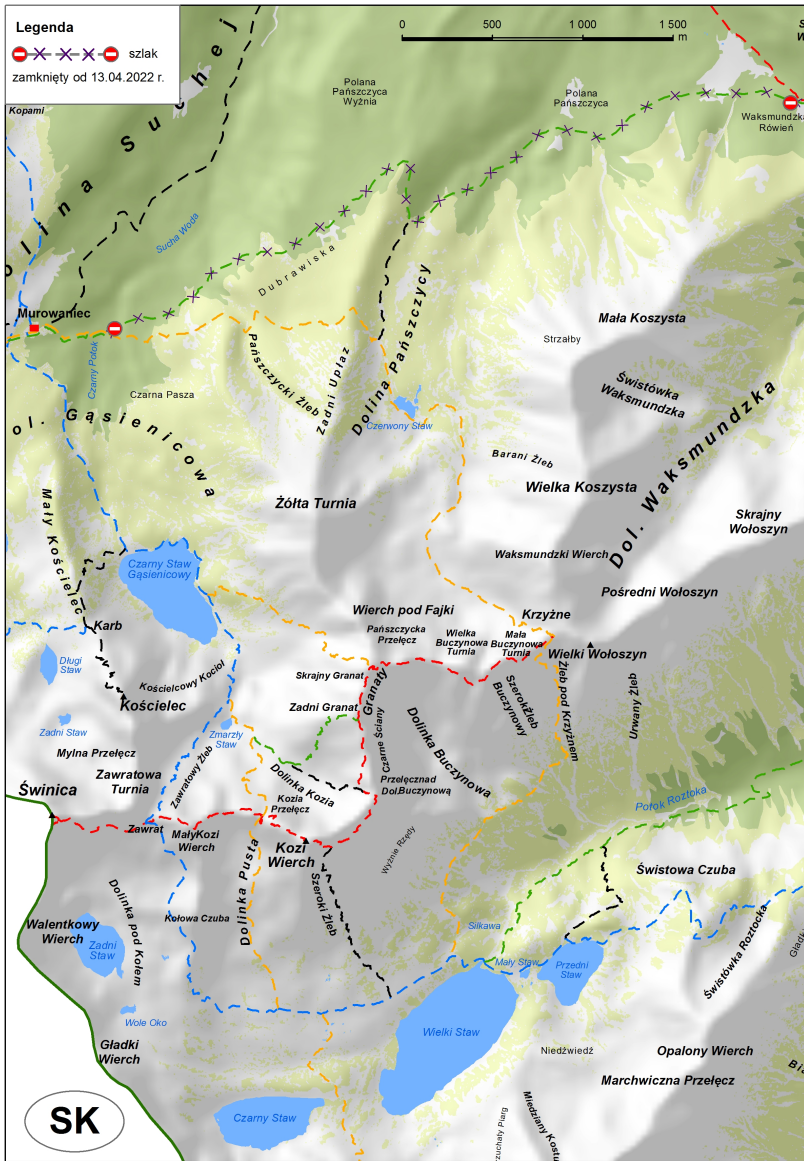 Legenda
szlak
zamknięty od 13.04.2022 r.
0
500
1 000
1 500
m
Kopami
olina Suchej
Polana
Pańszczyca
Wyżnia
Polana
Pańszczyca
Waksmundzka
Rówień
Sucha Woda
Dubrawiska
Murowaniec
Czarny Potok
Czarna Pasza
Pańszczycki Żleb
Zadni Upłaz
Dolina Pańszczycy
Mała Koszysta
Strzałby
Świstówka
Waksmundzka
Czerwony Staw
ol. Gąsienicowa
Barani Żleb
Wielka Koszysta
Dol. Waksmundzka
Żółta Turnia
Skrajny
Wołoszyn
Mały Kościelec
Waksmundzki Wierch
Czarny Staw
Gąsienicowy
Pośredni Wołoszyn
Wierch pod Fajki
Krzyżne
Karb
Pańszczycka
Przełęcz
Wielka
Buczynowa
Turnia
Mała
Buczynowa
Turnia
Wielki Wołoszyn
Długi
Staw
Skrajny Granat
Granaty
Kościelcowy Kocioł
Kościelec
Zadni Granat
Czarne Ściany
Dolinka Buczynowa
Szeroki Żleb
Buczynowy
Żleb pod Krzyżnem
Urwany Żleb
Zadni Staw
Zmarzły
Staw
Mylna Przełęcz
Zawratowa
Turnia
Zawratowy Żleb
Dolinka Kozia
Przełęcz nad
Dol.Buczynową
Świnica
Kozia
Przełęcz
Potok Roztoka
Zawrat
MałyKozi
Wierch
Kozi
Wierch
Wyżnie Rzędy
Dolinka Pusta
Szeroki Żleb
Świstowa Czuba
Dolinka pod Kołem
Kołowa Czuba
Walentkowy
Wierch
Zadni
Staw
Siklawa
Mały Staw
Przedni
Staw
Świstówka Roztocka
Gładk
Wole Oko
Wielki Staw
Gładki
Wierch
Niedźwiedź
Opalony Wierch
Marchwiczna Przełęcz
SK
Czarny Staw
zuchaty Piarg
Miedziany Kostu